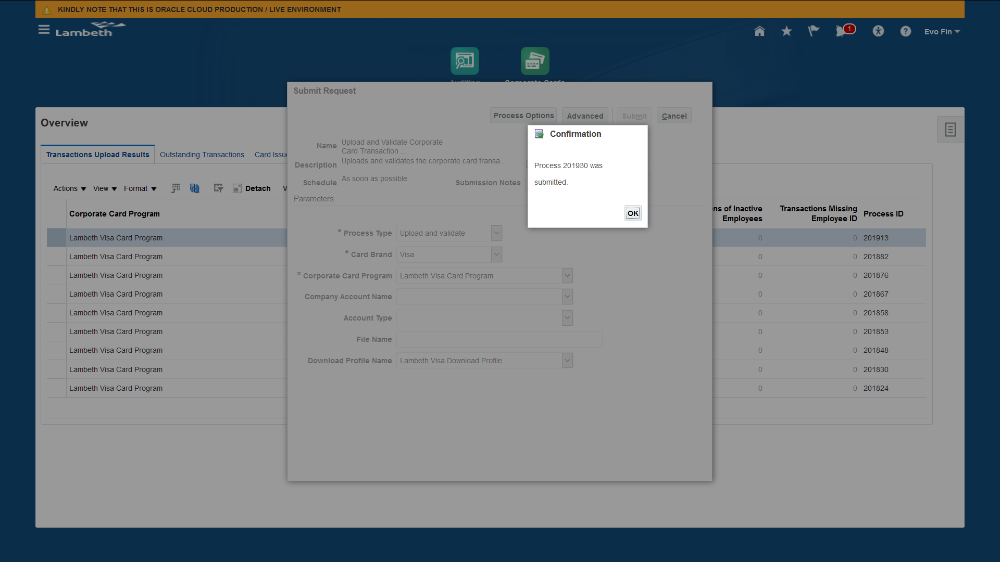 KINDLY NOTE THAT THIS IS ORACLE CLOUD PRODUCTION / LIVE ENVIRONMENT
Lambeth
1
Evo Fin
Submit Request
Process Options
Advanced
Submit
Cancel
Overview
Confirmation
Name
Upload and Validate Corporate
Card Transaction ...
Transactions Upload Results
Outstanding Transactions
Card Issue
Description
Uploads and validates the corporate card transa...
Process 201930 was
submitted.
Schedule
As soon as possible
Submission Notes
Actions
View
Format
Detach
Parameters
OK
Corporate Card Program
ns of Inactive
Employees
Transactions Missing
Employee ID
Process ID
* Process Type
Upload and validate
* Card Brand
Visa
* Corporate Card Program
Lambeth Visa Card Program
Company Account Name
Account Type
File Name
Download Profile Name
Lambeth Visa Download Profile
Lambeth Visa Card Program 0 0 201913
Lambeth Visa Card Program 0 0 201882
Lambeth Visa Card Program 0 0 201876
Lambeth Visa Card Program 0 0 201867
Lambeth Visa Card Program 0 0 201858
Lambeth Visa Card Program 0 0 201853
Lambeth Visa Card Program 0 0 201848
Lambeth Visa Card Program 0 0 201830
Lambeth Visa Card Program 0 0 201824